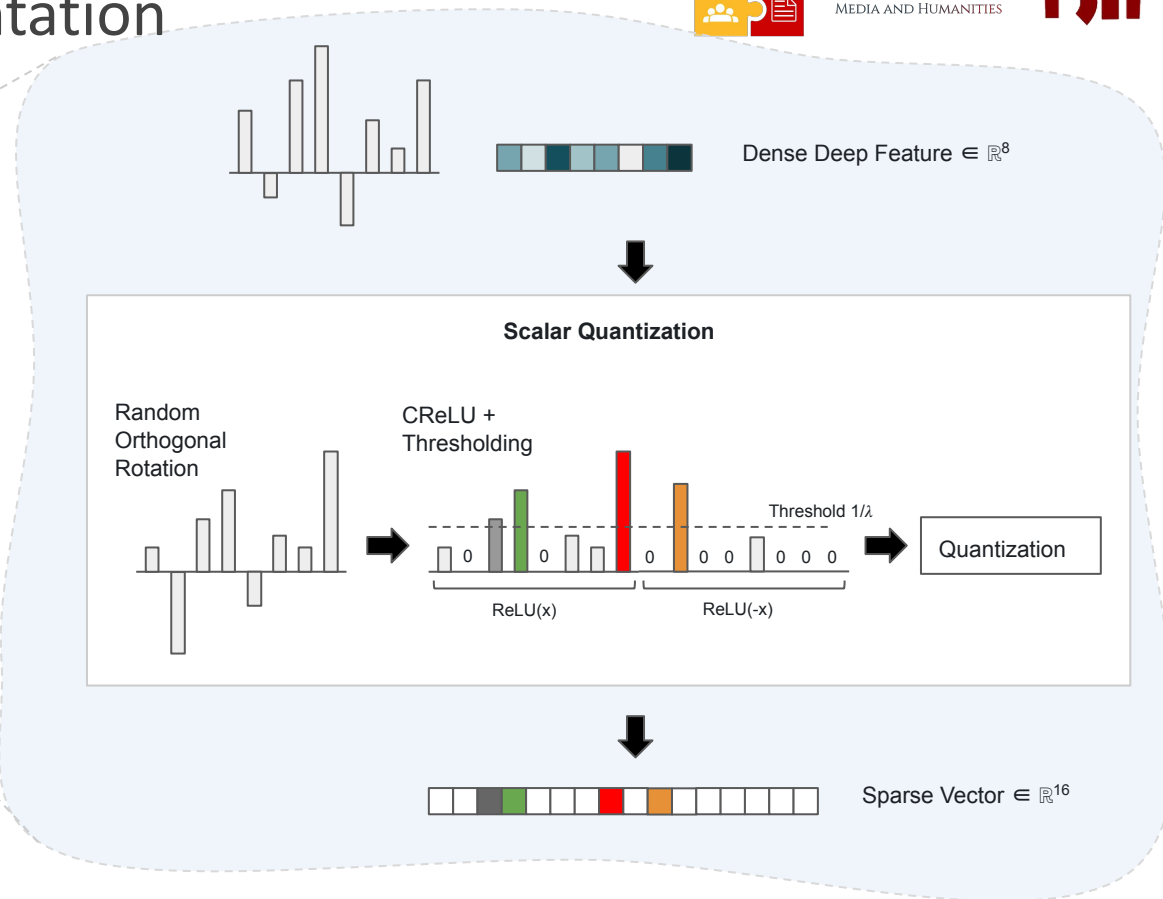 MEDIA AND HUMANITIES
Dense Deep Feature ∈ ℝ⁸
Scalar Quantization
Random
Orthogonal
Rotation
CReLU +
Thresholding
Threshold 1/λ
0 0 0 0 0 0 0 0
Quantization
ReLU(x) ReLU(-x)
Sparse Vector ∈ ℝ¹⁶